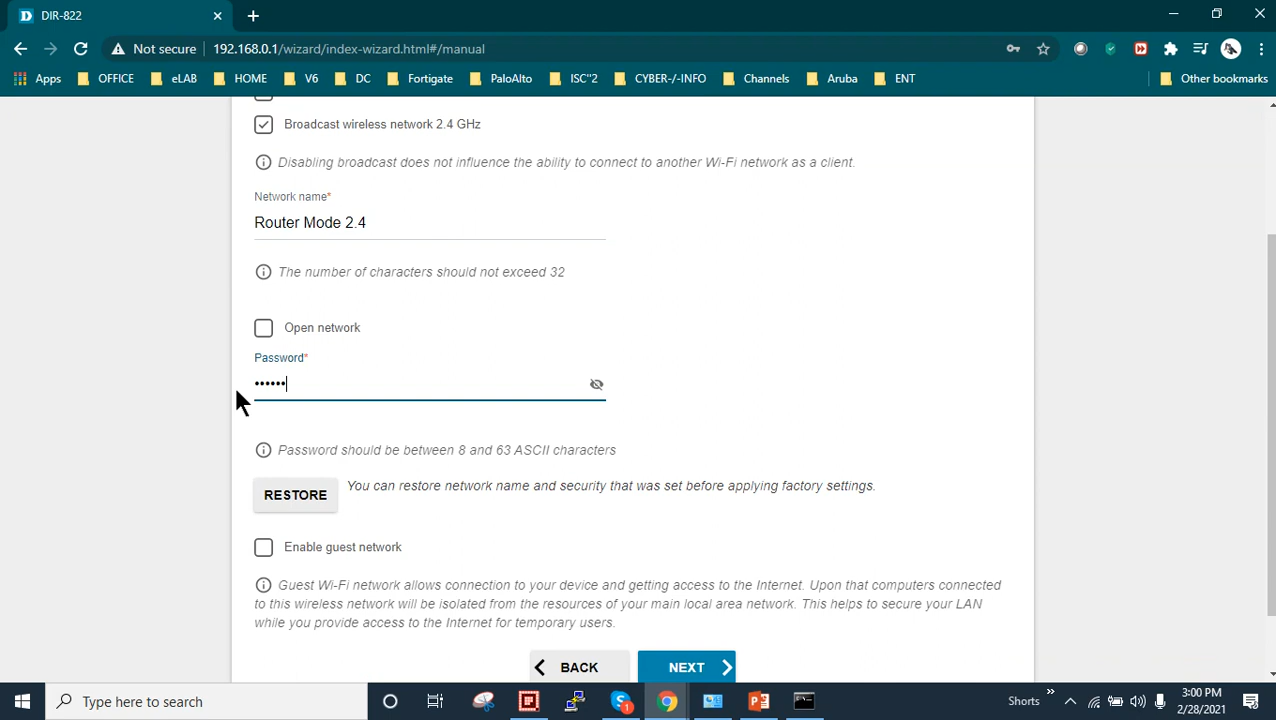 DIR-822
Not secure 192.168.0.1/wizard/index-wizard.html#/manual
Apps OFFICE eLAB HOME V6 DC Fortigate PaloAlto ISC"2 CYBER-/-INFO Channels Aruba ENT Other bookmarks
Broadcast wireless network 2.4 GHz
Disabling broadcast does not influence the ability to connect to another Wi-Fi network as a client.
Network name*
Router Mode 2.4
The number of characters should not exceed 32
Open network
Password*
••••••
Password should be between 8 and 63 ASCII characters
RESTORE You can restore network name and security that was set before applying factory settings.
Enable guest network
Guest Wi-Fi network allows connection to your device and getting access to the Internet. Upon that computers connected
to this wireless network will be isolated from the resources of your main local area network. This helps to secure your LAN
while you provide access to the Internet for temporary users.
BACK NEXT
Type here to search Shorts 3:00 PM
2/28/2021